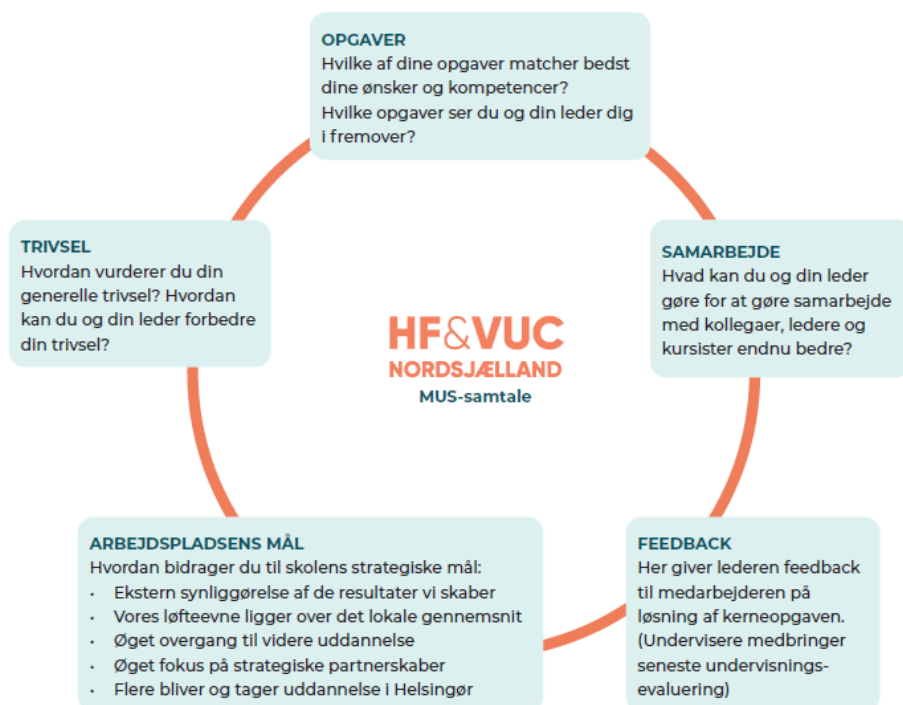 OPGAVER
Hvilke af dine opgaver matcher bedst
dine ønsker og kompetencer?
Hvilke opgaver ser du og din leder dig
i fremover?
TRIVSEL
Hvordan vurderer du din
generelle trivsel? Hvordan
kan du og din leder forbedre
din trivsel?
SAMARBEJDE
Hvad kan du og din leder
gøre for at gøre samarbejde
med kollegaer, ledere og
kursister endnu bedre?
HF&VUC
NORDSJÆLLAND
MUS-samtale
ARBEJDSPLADSENS MÅL
Hvordan bidrager du til skolens strategiske mål:
· Ekstern synliggørelse af de resultater vi skaber
· Vores løfteevne ligger over det lokale gennemsnit
· Øget overgang til videre uddannelse
· Øget fokus på strategiske partnerskaber
· Flere bliver og tager uddannelse i Helsingør
FEEDBACK
Her giver lederen feedback
til medarbejderen på
løsning af kerneopgaven.
(Undervisere medbringer
seneste undervisnings-
evaluering)